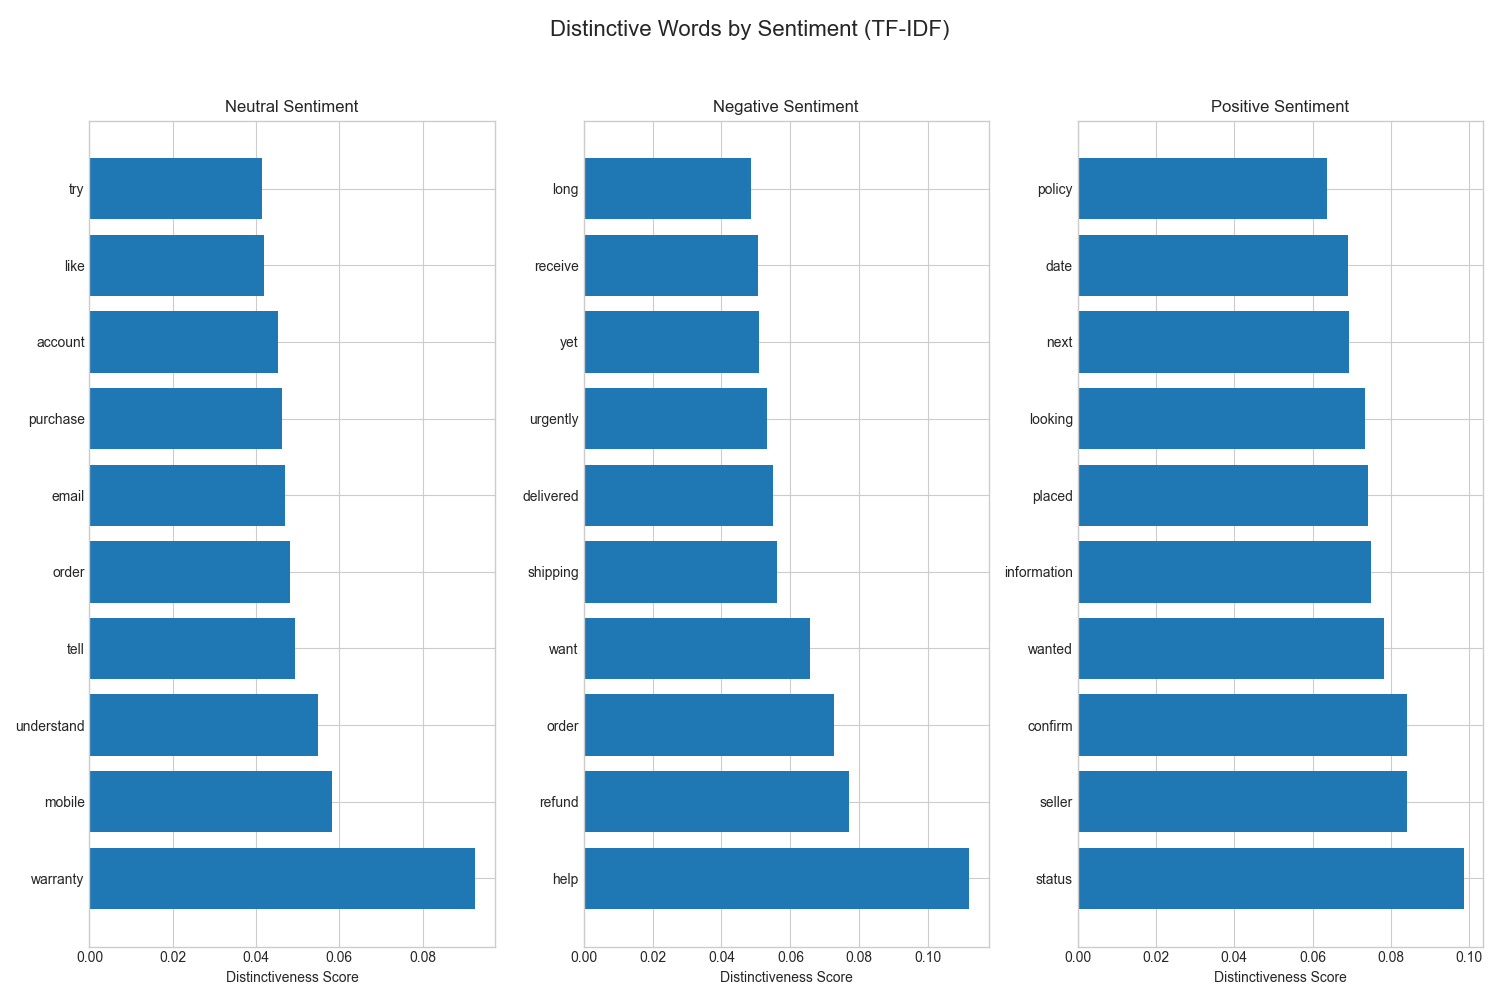 Distinctive Words by Sentiment (TF-IDF)
Neutral Sentiment
try
like
account
purchase
email
order
tell
understand
mobile
warranty
0.00 0.02 0.04 0.06 0.08
Distinctiveness Score
Negative Sentiment
long
receive
yet
urgently
delivered
shipping
want
order
refund
help
0.00 0.02 0.04 0.06 0.08 0.10
Distinctiveness Score
Positive Sentiment
policy
date
next
looking
placed
information
wanted
confirm
seller
status
0.00 0.02 0.04 0.06 0.08 0.10
Distinctiveness Score